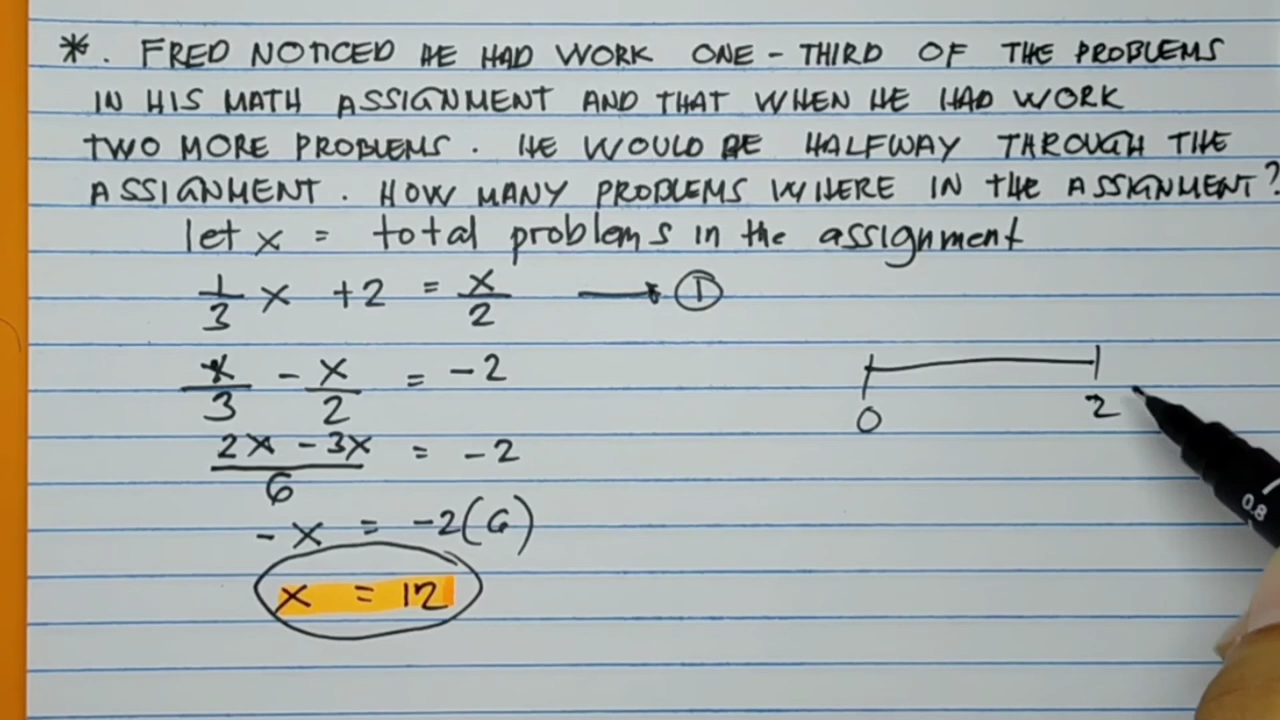 *. FRED NOTICED HE HAD WORK ONE - THIRD OF THE PROBLEMS
IN HIS MATH ASSIGNMENT AND THAT WHEN HE HAD WORK
TWO MORE PROBLEMS. HE WOULD BE HALFWAY THROUGH THE
ASSIGNMENT. HOW MANY PROBLEMS WHERE IN THE ASSIGNMENT?
let x = total problems in the assignment
1/3 x + 2 = x/2 → ①
x/3 - x/2 = -2
(2x - 3x)/6 = -2
-x = -2(6)
x = 12
0 2
0.8